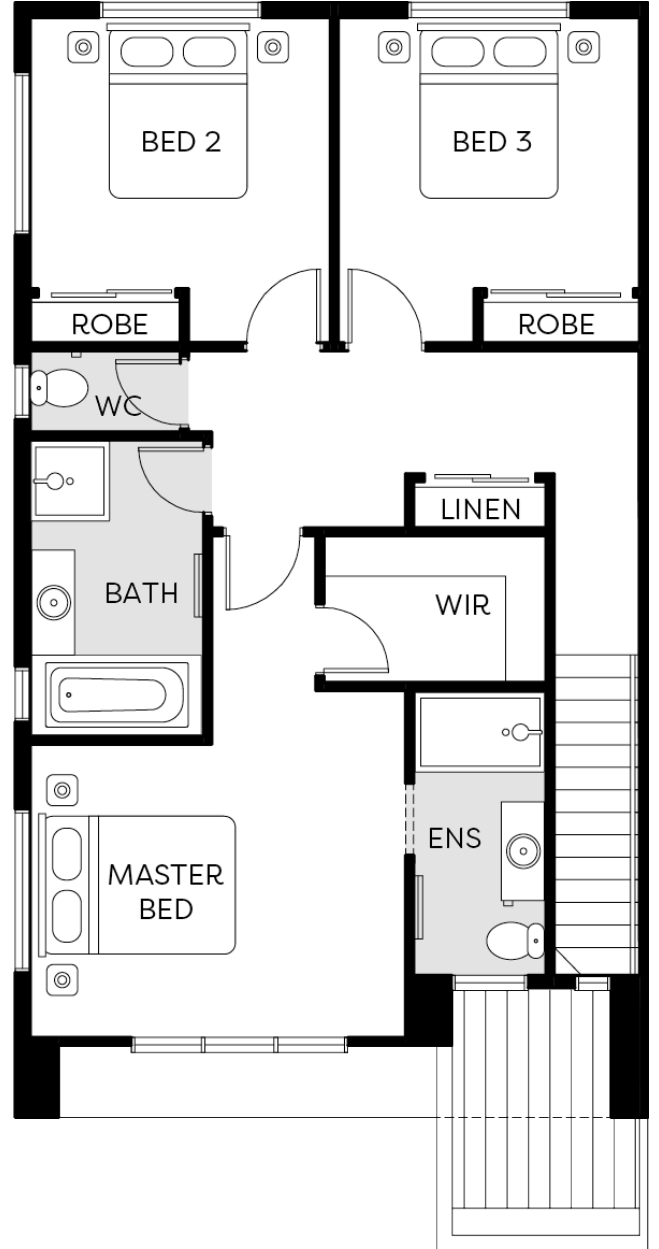 BED 2
BED 3
ROBE
ROBE
WC
LINEN
BATH
WIR
ENS
MASTER
BED